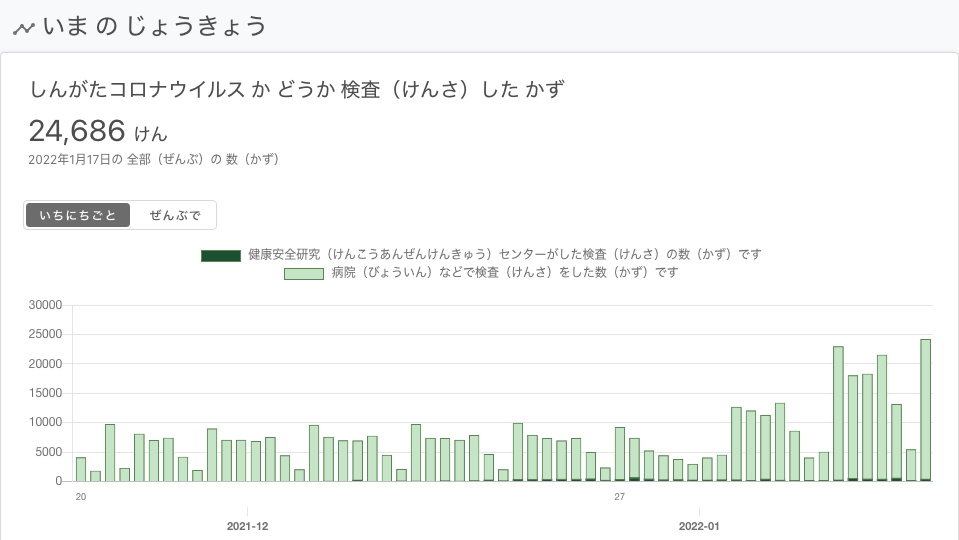 いま の じょうきょう
しんがたコロナウイルス か どうか 検査（けんさ）した かず
24,686 けん
2022年1月17日の 全部（ぜんぶ）の 数（かず）
いちにちごと ぜんぶで
健康安全研究（けんこうあんぜんけんきゅう）センターがした検査（けんさ）の数（かず）です
病院（びょういん）などで検査（けんさ）をした数（かず）です
30000
25000
20000
15000
10000
5000
0
20 27
2021-12 2022-01